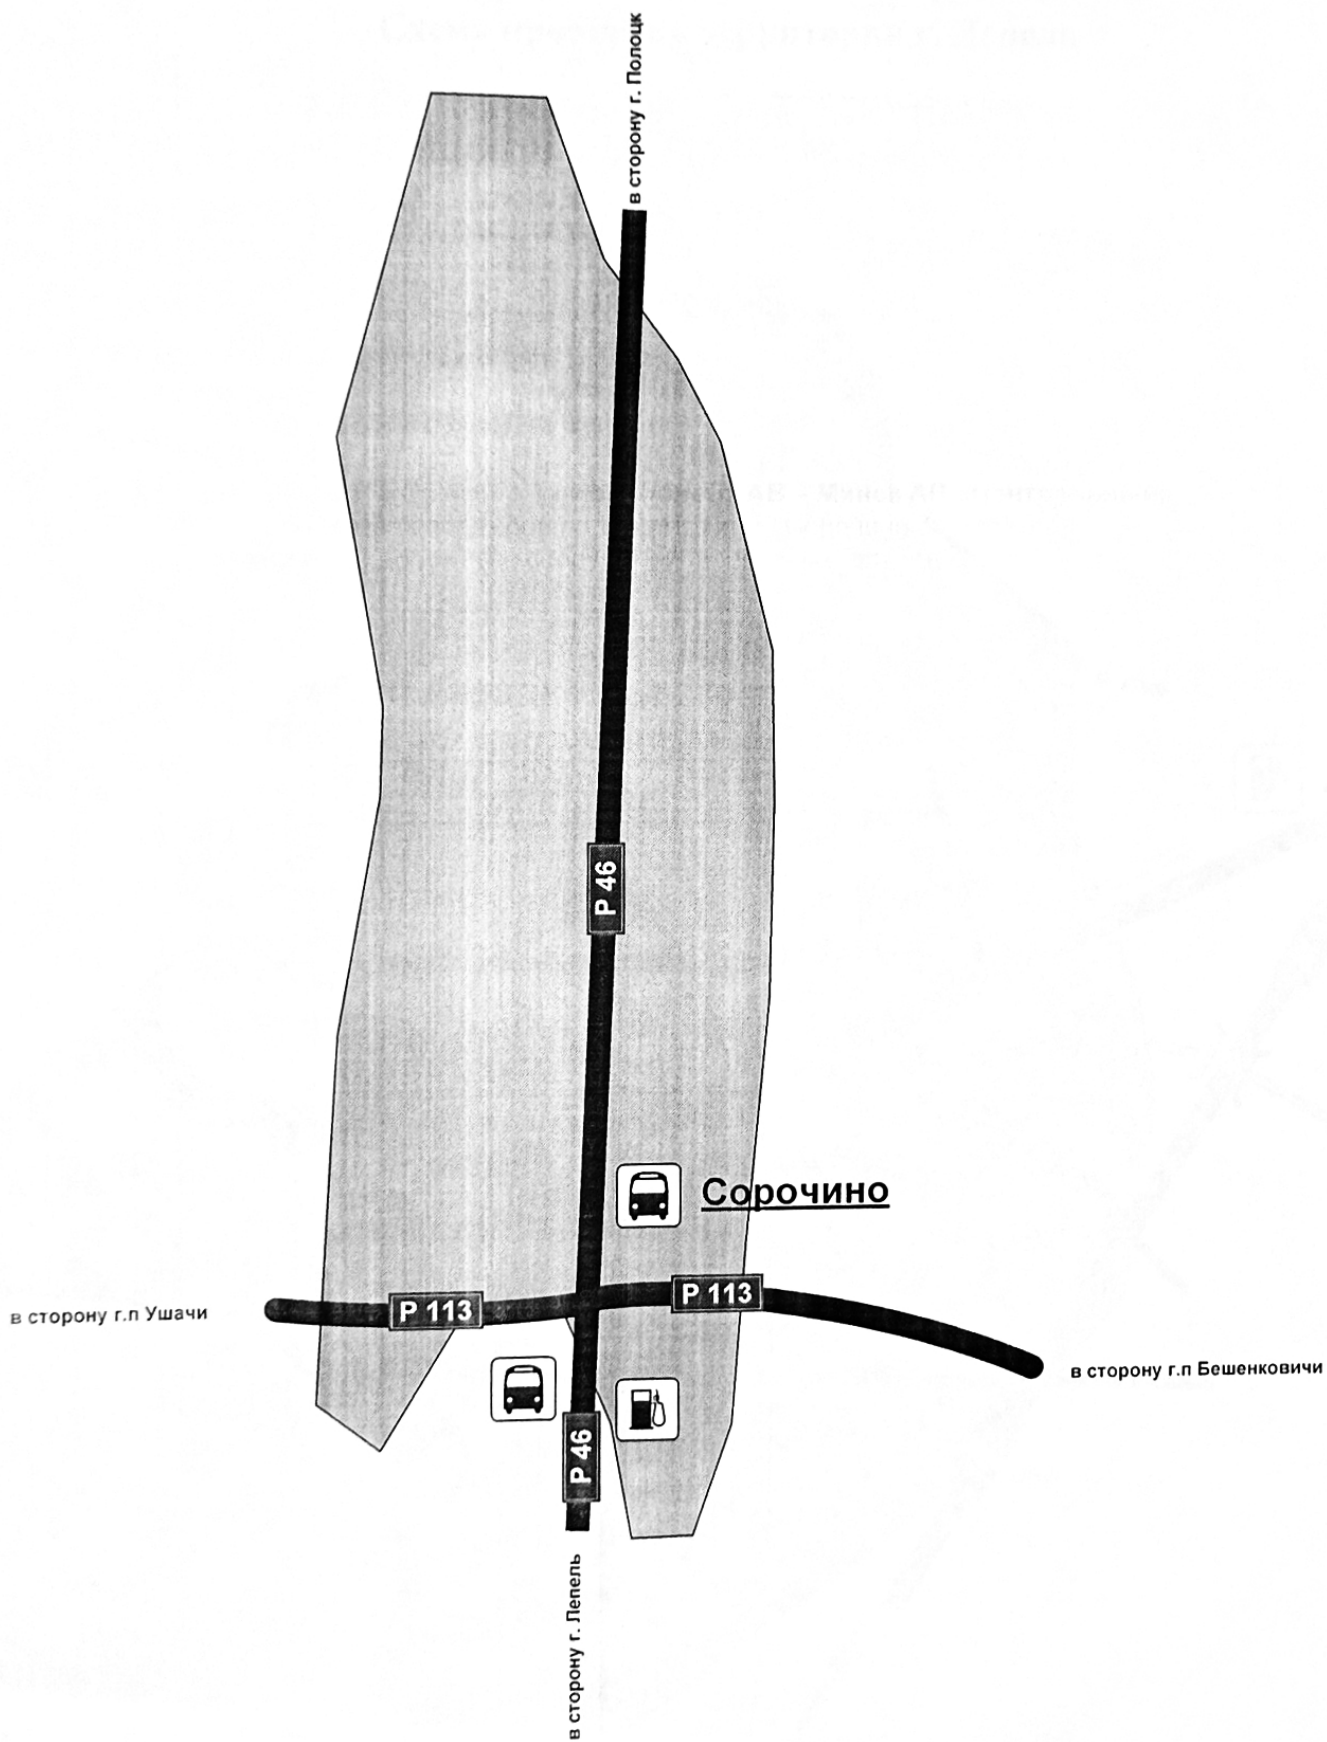 в сторону г. Полоцк
Р 46
Сорочино
Р 113
Р 113
в сторону г.п Ушачи
в сторону г.п Бешенковичи
Р 46
в сторону г. Лепель